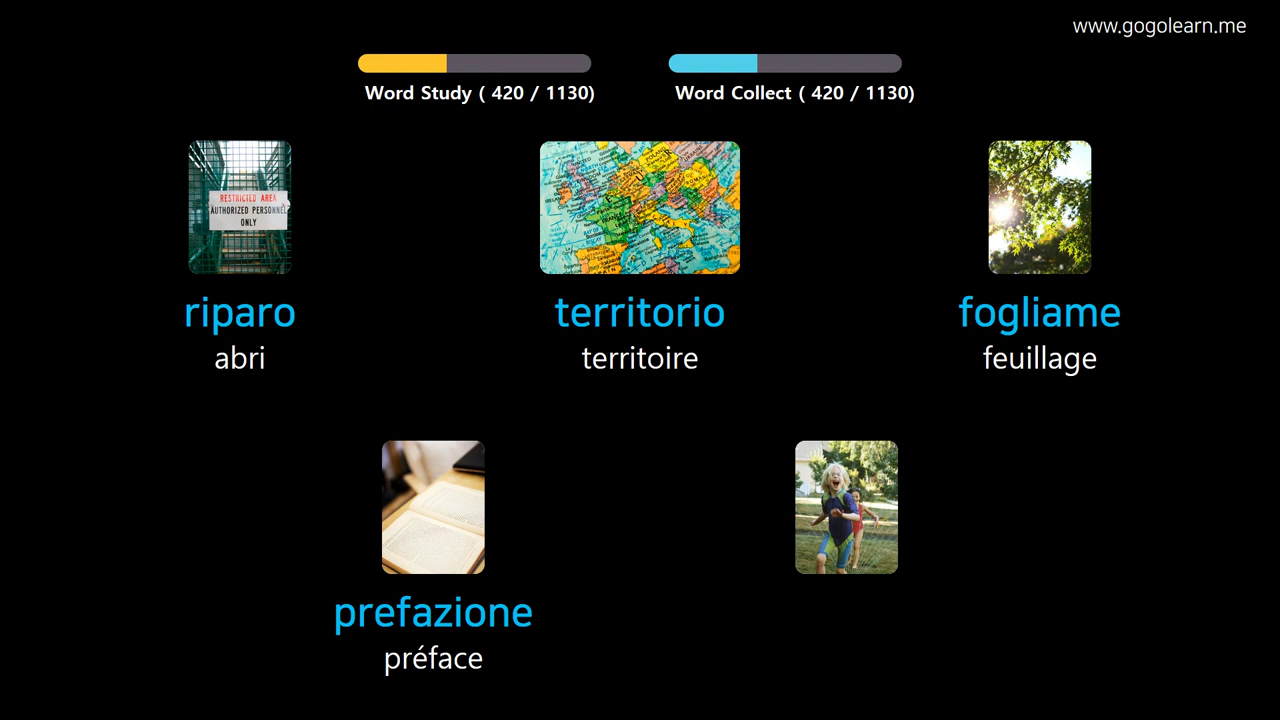 www.gogolearn.me
Word Study ( 420 / 1130)
Word Collect ( 420 / 1130)
RESTRICTED AREA
AUTHORIZED PERSONNEL
ONLY
riparo
abri
territorio
territoire
fogliame
feuillage
prefazione
préface